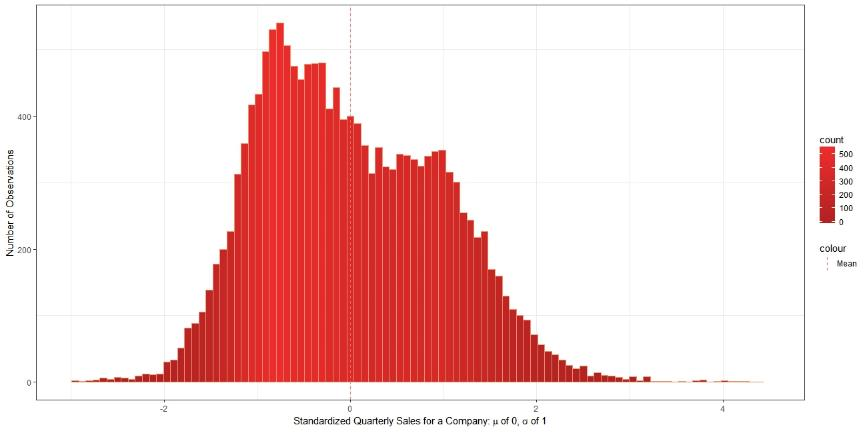 Number of Observations
400
200
0
-2
0
2
4
Standardized Quarterly Sales for a Company: μ of 0, σ of 1
count
500
400
300
200
100
0
colour
Mean